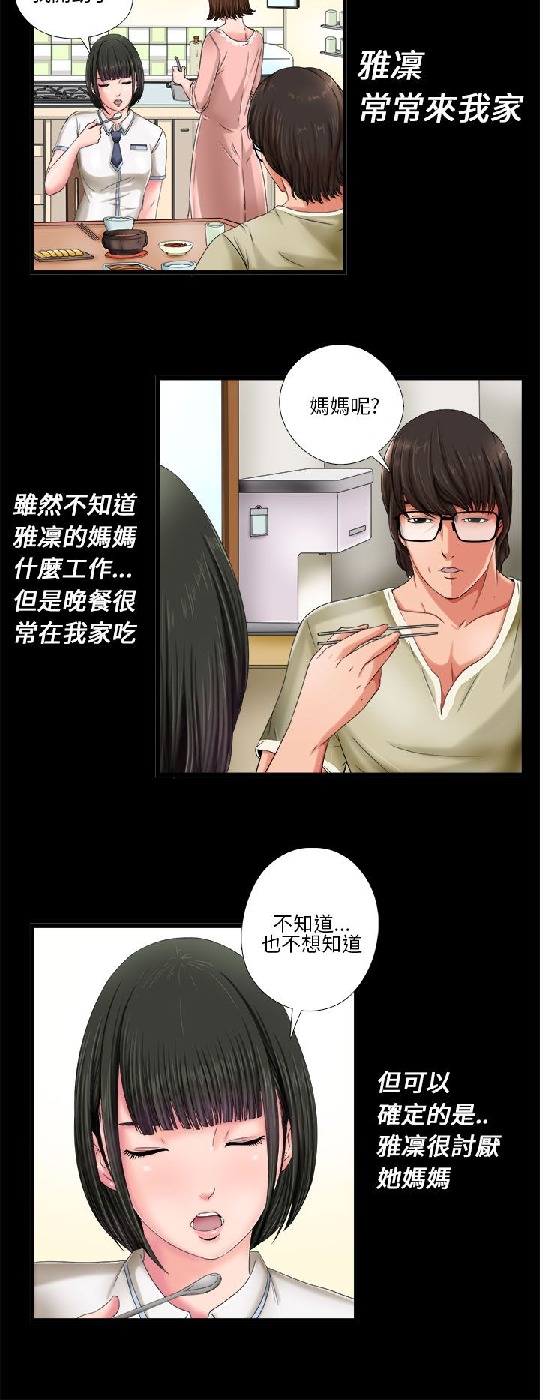 雅凜
常常來我家
媽媽呢?
雖然不知道
雅凜的媽媽
什麼工作...
但是晚餐很
常在我家吃
不知道...
也不想知道
但可以
確定的是..
雅凜很討厭
她媽媽